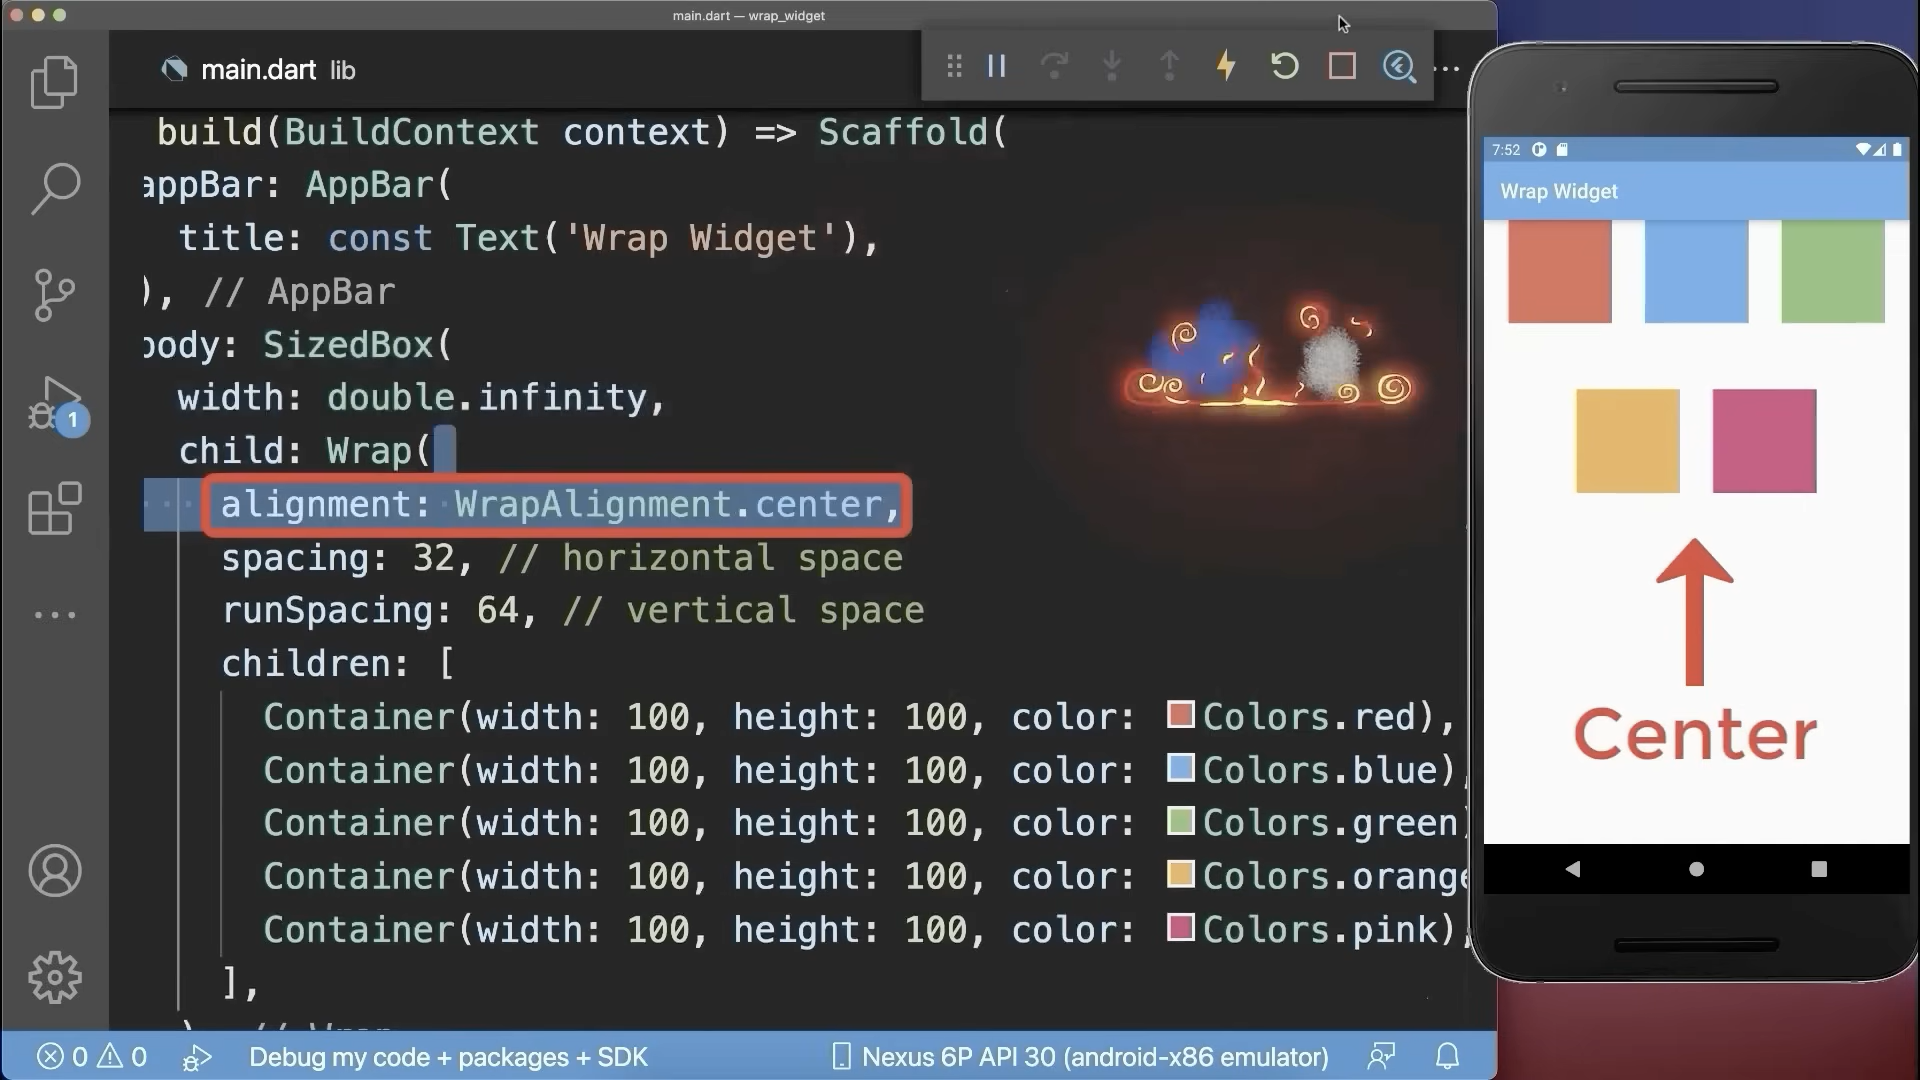 main.dart — wrap_widget
main.dart lib
build(BuildContext context) => Scaffold(
appBar: AppBar(
title: const Text('Wrap Widget'),
), // AppBar
body: SizedBox(
width: double.infinity,
child: Wrap(
alignment: WrapAlignment.center,
spacing: 32, // horizontal space
runSpacing: 64, // vertical space
children: [
Container(width: 100, height: 100, color: Colors.red),
Container(width: 100, height: 100, color: Colors.blue),
Container(width: 100, height: 100, color: Colors.green)
Container(width: 100, height: 100, color: Colors.orange
Container(width: 100, height: 100, color: Colors.pink),
],
), // Wrap
1
0 0 Debug my code + packages + SDK Nexus 6P API 30 (android-x86 emulator)
7:52
Wrap Widget
Center